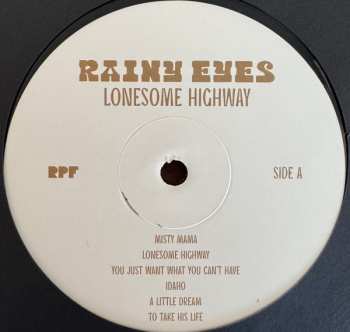 RAINY EYES
LONESOME HIGHWAY
RPF SIDE A
MISTY MAMA
LONESOME HIGHWAY
YOU JUST WANT WHAT YOU CAN'T HAVE
IDAHO
A LITTLE DREAM
TO TAKE HIS LIFE